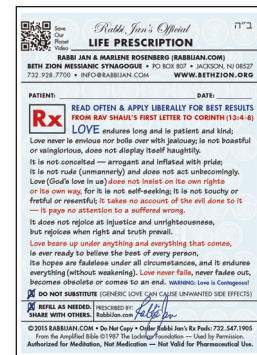 Save
Our
Planet
Video
Rabbi Jan's Official
ב"ה
LIFE PRESCRIPTION
RABBI JAN & MARLENE ROSENBERG (RABBIJAN.COM)
BETH ZION MESSIANIC SYNAGOGUE • PO BOX 807 • JACKSON, NJ 08527
732.928.7700 • INFO@RABBIJAN.COM WWW.BETHZION.ORG
PATIENT: DATE:
Rx
READ OFTEN & APPLY LIBERALLY FOR BEST RESULTS
FROM RAV SHAUL'S FIRST LETTER TO CORINTH (13:4-8)
LOVE endures long and is patient and kind;
Love never is envious nor boils over with jealousy; is not boastful
or vainglorious, does not display itself haughtily.
It is not conceited — arrogant and inflated with pride;
it is not rude (unmannerly) and does not act unbecomingly.
Love (God's love in us) does not insist on its own rights
or its own way, for it is not self-seeking; it is not touchy or
fretful or resentful; it takes no account of the evil done to it
— it pays no attention to a suffered wrong.
It does not rejoice at injustice and unrighteousness,
but rejoices when right and truth prevail.
Love bears up under anything and everything that comes,
is ever ready to believe the best of every person,
its hopes are fadeless under all circumstances, and it endures
everything (without weakening). Love never fails, never fades out,
becomes obsolete or comes to an end. WARNING: Love is Contageous!
DO NOT SUBSTITUTE (GENERIC LOVE CAN CAUSE UNWANTED SIDE EFFECTS)
REFILL AS NEEDED. PRESCRIBED BY:
SHARE WITH OTHERS. RabbiJan.com
©2015 RABBIJAN.COM • Do Not Copy • Order Rabbi Jan's Rx Pads: 732.547.1905
From the Amplified Bible ©1987 The Lockman Foundation — Used by Permission.
Authorized for Meditation, Not Medication — Not Valid for Pharmaceutical Use.